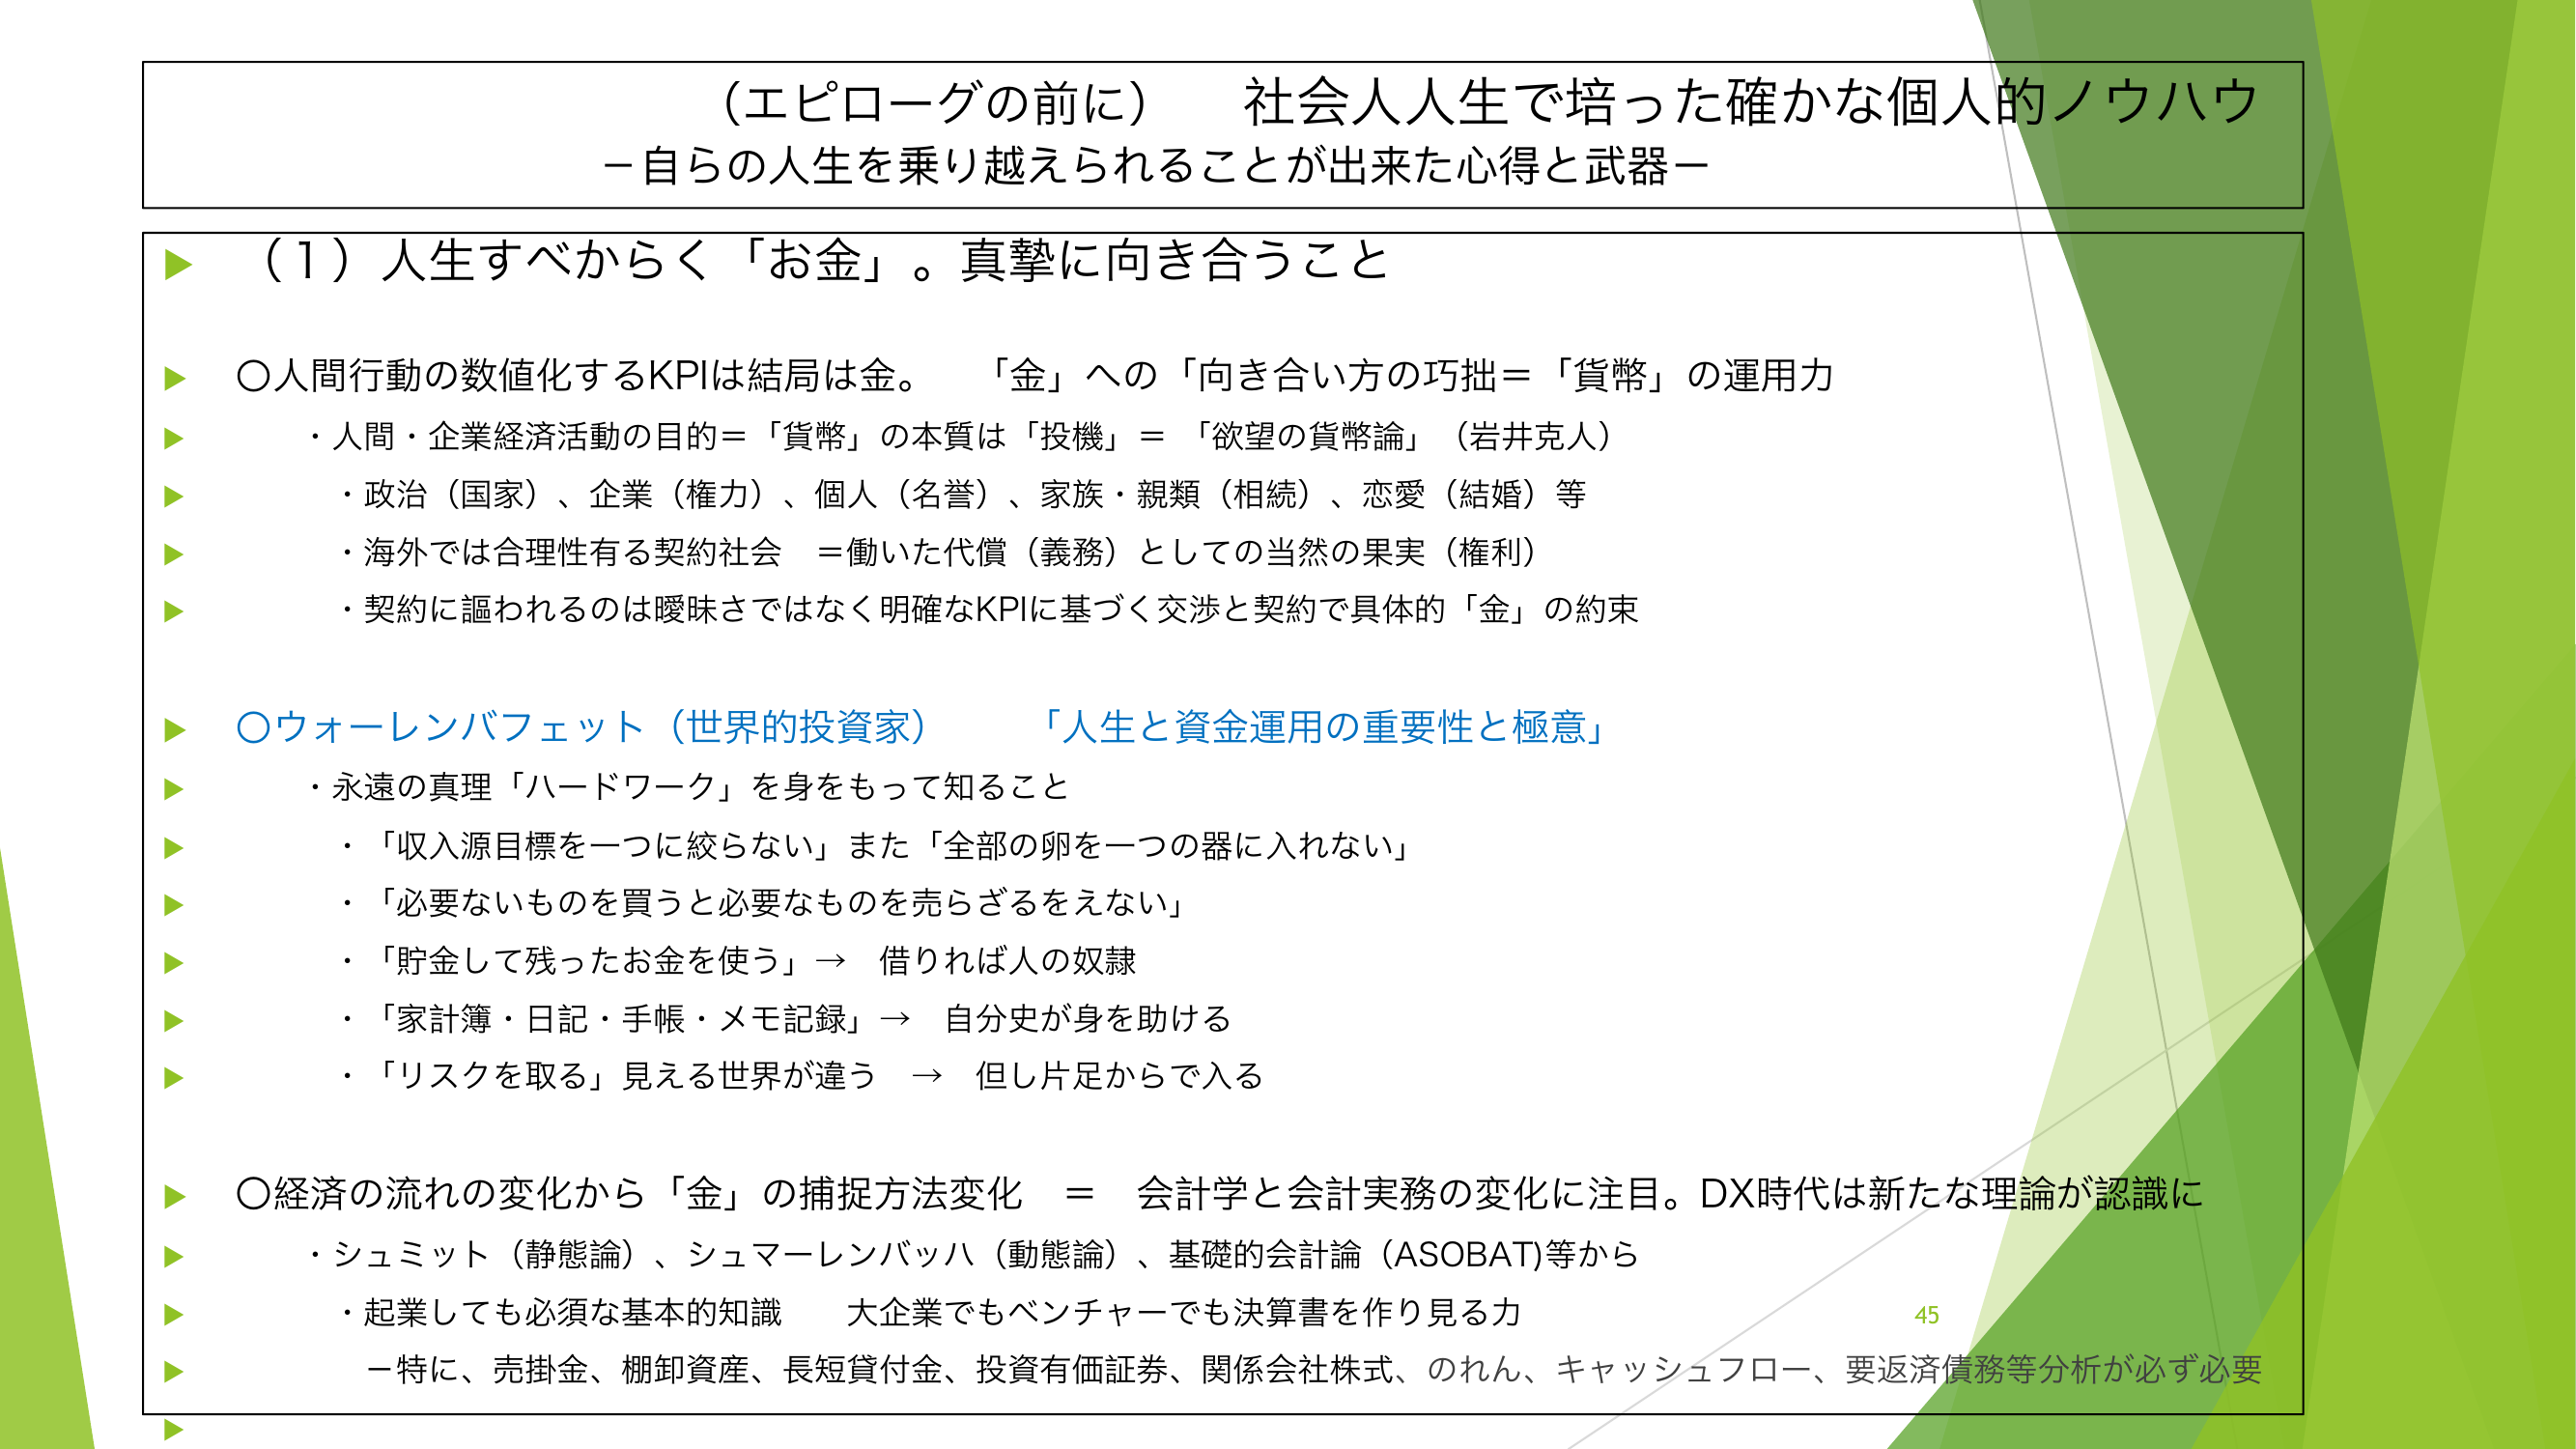 （エピローグの前に）　社会人人生で培った確かな個人的ノウハウ
－自らの人生を乗り越えられることが出来た心得と武器－
（１）人生すべからく「お金」。真摯に向き合うこと
〇人間行動の数値化するKPIは結局は金。　「金」への「向き合い方の巧拙＝「貨幣」の運用力
・人間・企業経済活動の目的＝「貨幣」の本質は「投機」＝ 「欲望の貨幣論」（岩井克人）
・政治（国家）、企業（権力）、個人（名誉）、家族・親類（相続）、恋愛（結婚）等
・海外では合理性有る契約社会　＝働いた代償（義務）としての当然の果実（権利）
・契約に謳われるのは曖昧さではなく明確なKPIに基づく交渉と契約で具体的「金」の約束
〇ウォーレンバフェット（世界的投資家）　　「人生と資金運用の重要性と極意」
・永遠の真理「ハードワーク」を身をもって知ること
・「収入源目標を一つに絞らない」また「全部の卵を一つの器に入れない」
・「必要ないものを買うと必要なものを売らざるをえない」
・「貯金して残ったお金を使う」→　借りれば人の奴隷
・「家計簿・日記・手帳・メモ記録」→　自分史が身を助ける
・「リスクを取る」見える世界が違う　→　但し片足からで入る
〇経済の流れの変化から「金」の捕捉方法変化　＝　会計学と会計実務の変化に注目。DX時代は新たな理論が認識に
・シュミット（静態論）、シュマーレンバッハ（動態論）、基礎的会計論（ASOBAT)等から
・起業しても必須な基本的知識　　大企業でもベンチャーでも決算書を作り見る力
－特に、売掛金、棚卸資産、長短貸付金、投資有価証券、関係会社株式、のれん、キャッシュフロー、要返済債務等分析が必ず必要
45